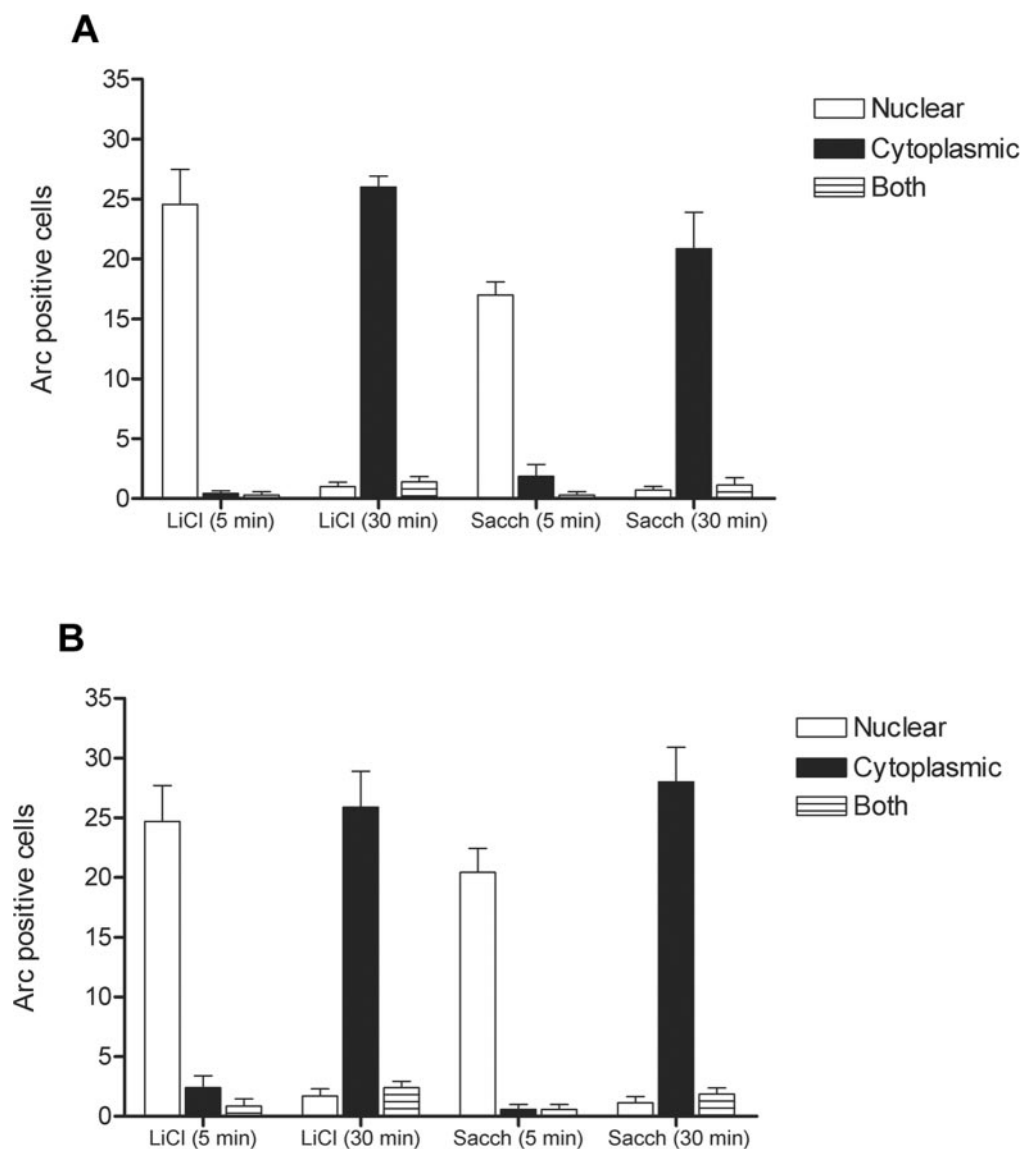 A
35
30
25
20
15
10
5
0
Arc positive cells
Nuclear
Cytoplasmic
Both
LiCl (5 min) LiCl (30 min) Sacch (5 min) Sacch (30 min)
B
35
30
25
20
15
10
5
0
Arc positive cells
Nuclear
Cytoplasmic
Both
LiCl (5 min) LiCl (30 min) Sacch (5 min) Sacch (30 min)